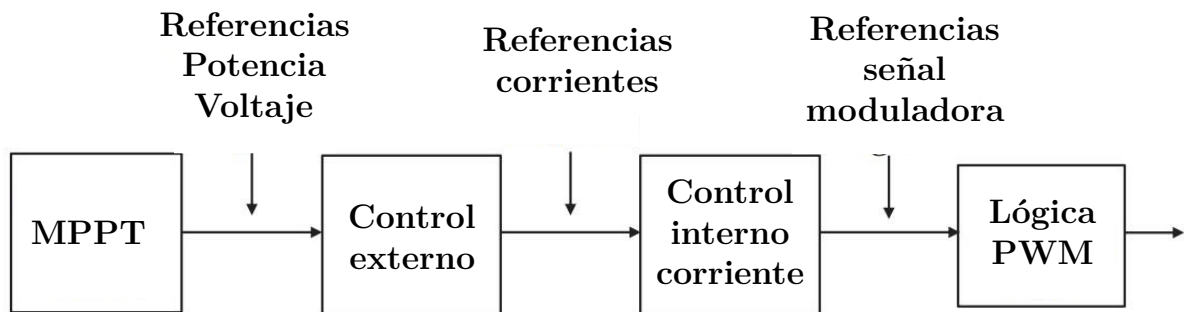 Referencias
Potencia
Voltaje
Referencias
corrientes
Referencias
señal
moduladora
MPPT
Control
externo
Control
interno
corriente
Lógica
PWM